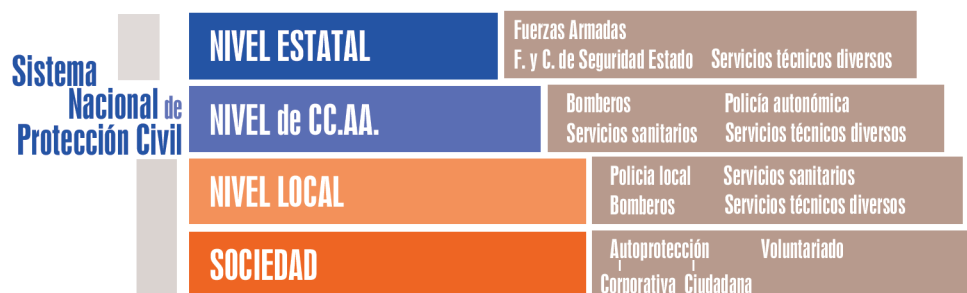 Sistema
Nacional de
Protección Civil
NIVEL ESTATAL
Fuerzas Armadas
F. y C. de Seguridad Estado Servicios técnicos diversos
NIVEL de CC.AA.
Bomberos Policía autonómica
Servicios sanitarios Servicios técnicos diversos
NIVEL LOCAL
Policia local Servicios sanitarios
Bomberos Servicios técnicos diversos
SOCIEDAD
Autoprotección Voluntariado
Corporativa Ciudadana